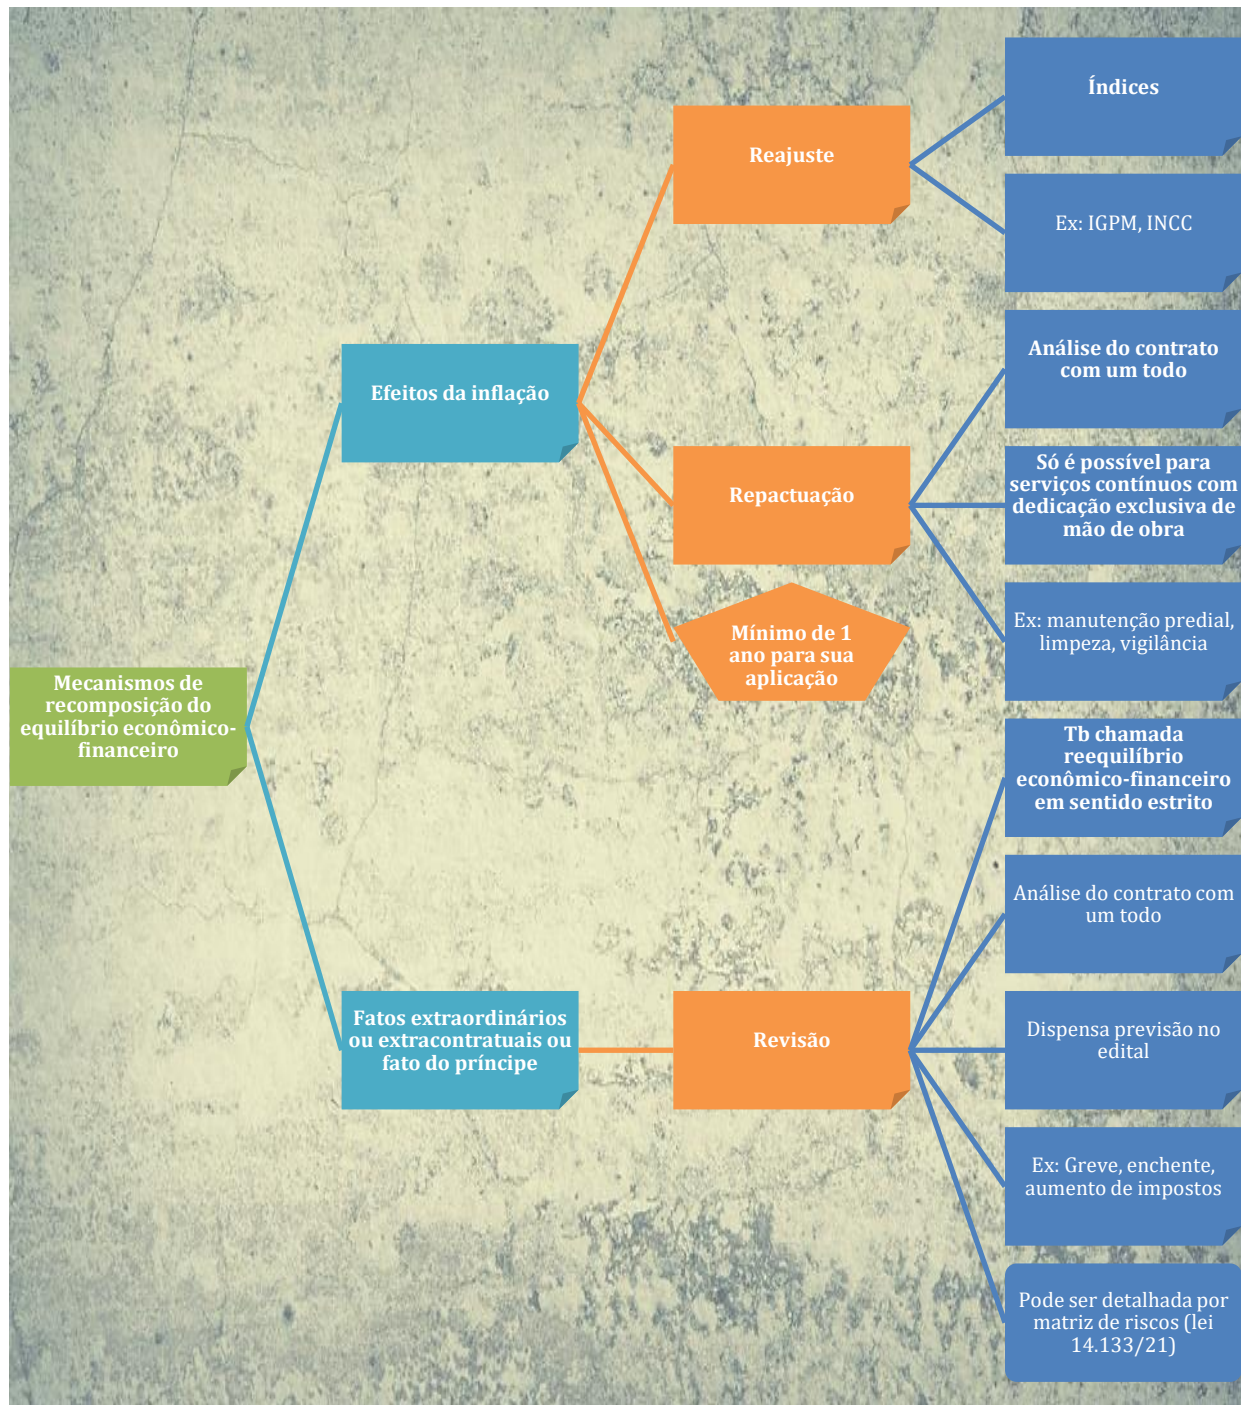 Mecanismos de
recomposição do
equilíbrio econômico-
financeiro
Efeitos da inflação
Reajuste
Índices
Ex: IGPM, INCC
Repactuação
Análise do contrato
com um todo
Só é possível para
serviços contínuos com
dedicação exclusiva de
mão de obra
Ex: manutenção predial,
limpeza, vigilância
Mínimo de 1
ano para sua
aplicação
Fatos extraordinários
ou extracontratuais ou
fato do príncipe
Revisão
Tb chamada
reequilíbrio
econômico-financeiro
em sentido estrito
Análise do contrato com
um todo
Dispensa previsão no
edital
Ex: Greve, enchente,
aumento de impostos
Pode ser detalhada por
matriz de riscos (lei
14.133/21)